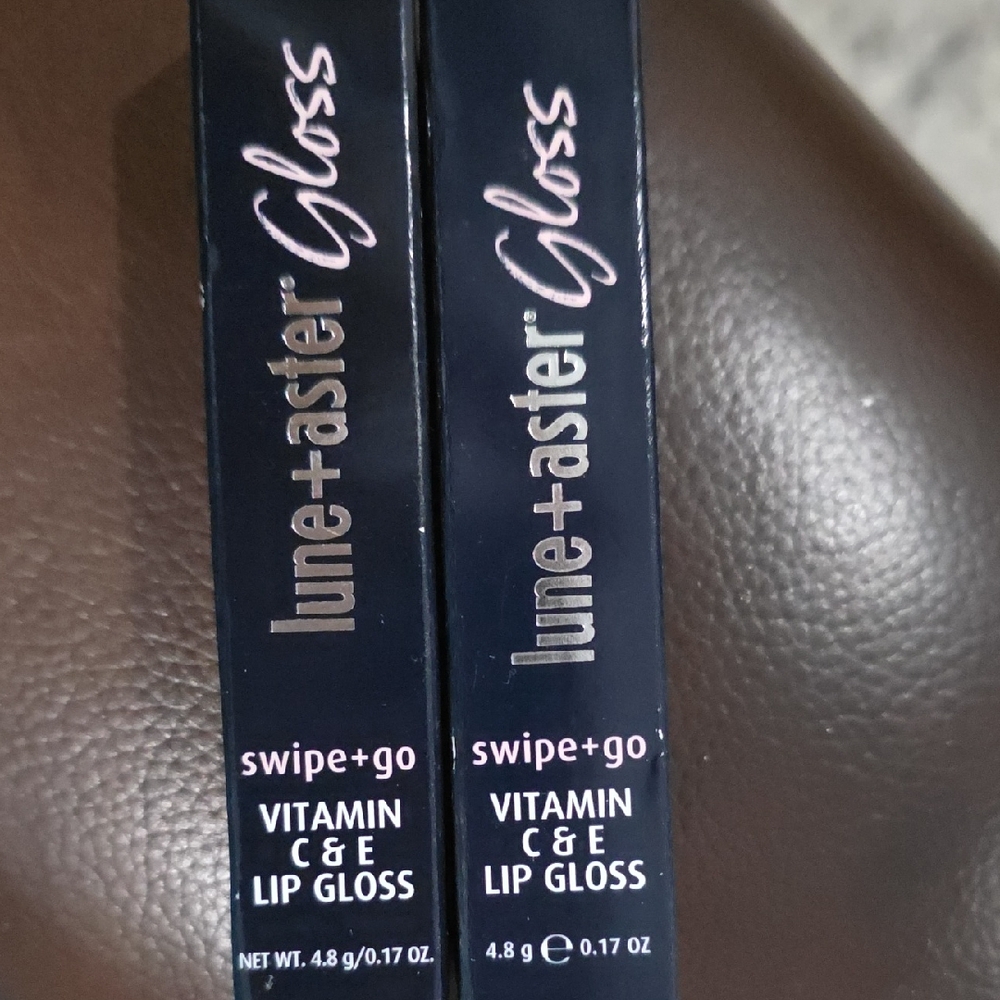 lune+aster® Gloss
swipe+go
VITAMIN
C & E
LIP GLOSS
NET WT. 4.8 g/0.17 OZ.
lune+aster® Gloss
swipe+go
VITAMIN
C & E
LIP GLOSS
4.8 g ℮ 0.17 OZ